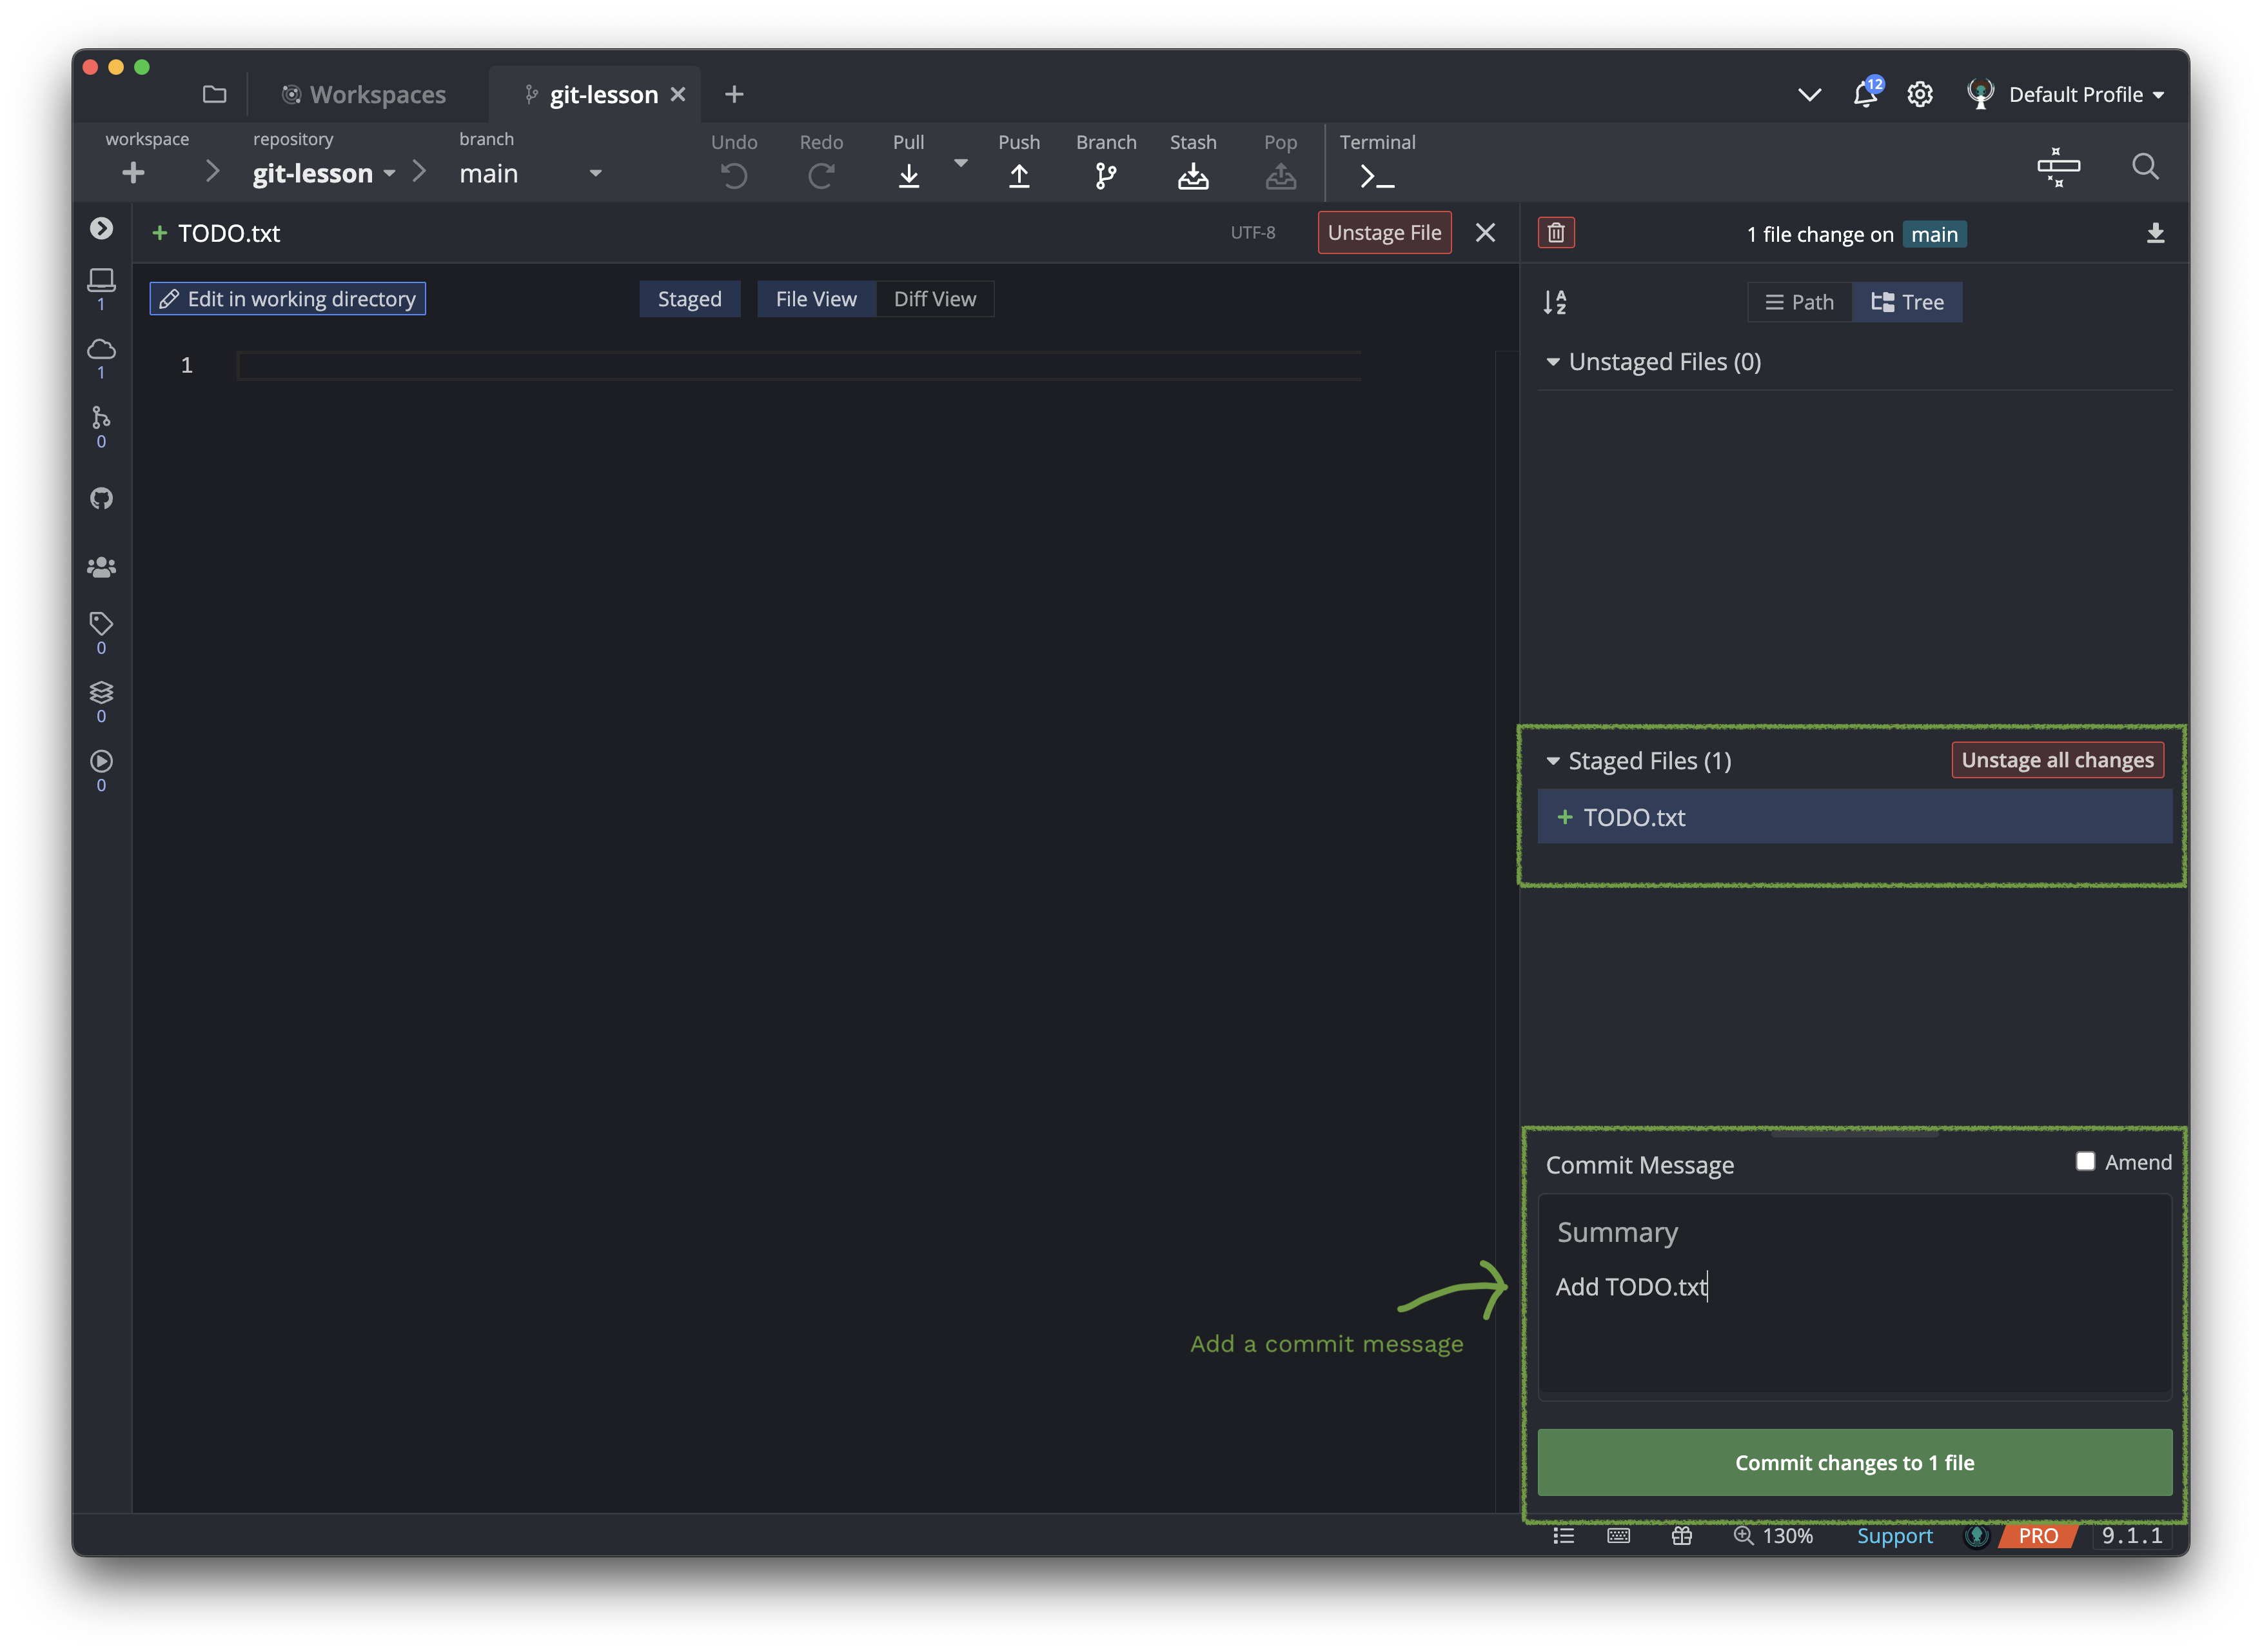 Workspaces
git-lesson
12
Default Profile
workspace
repository
branch
git-lesson
main
Undo
Redo
Pull
Push
Branch
Stash
Pop
Terminal
TODO.txt
UTF-8
Unstage File
1 file change on main
Edit in working directory
Staged
File View
Diff View
Path
Tree
1
Unstaged Files (0)
1
1
0
0
0
0
Staged Files (1)
Unstage all changes
TODO.txt
Commit Message
Amend
Summary
Add TODO.txt
Add a commit message
Commit changes to 1 file
130%
Support
PRO
9.1.1